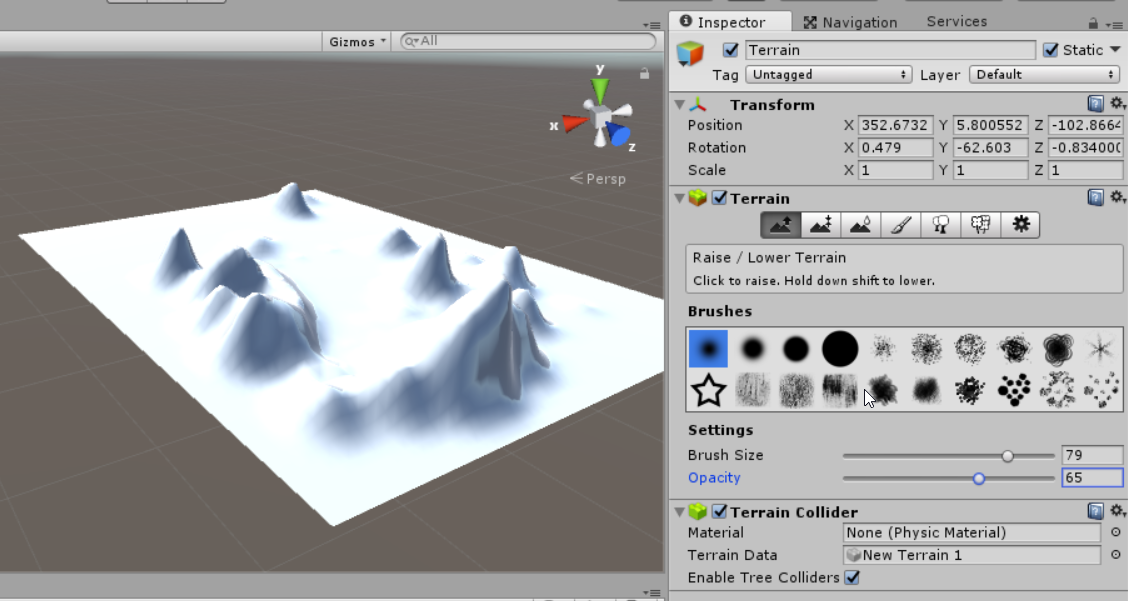 Gizmos
All
y
x
z
Persp
Inspector
Navigation
Services
Terrain
Static
Tag Untagged Layer Default
Transform
Position X 352.6732 Y 5.800552 Z -102.8664
Rotation X 0.479 Y -62.603 Z -0.83400(
Scale X 1 Y 1 Z 1
Terrain
Raise / Lower Terrain
Click to raise. Hold down shift to lower.
Brushes
Settings
Brush Size 79
Opacity 65
Terrain Collider
Material None (Physic Material)
Terrain Data New Terrain 1
Enable Tree Colliders